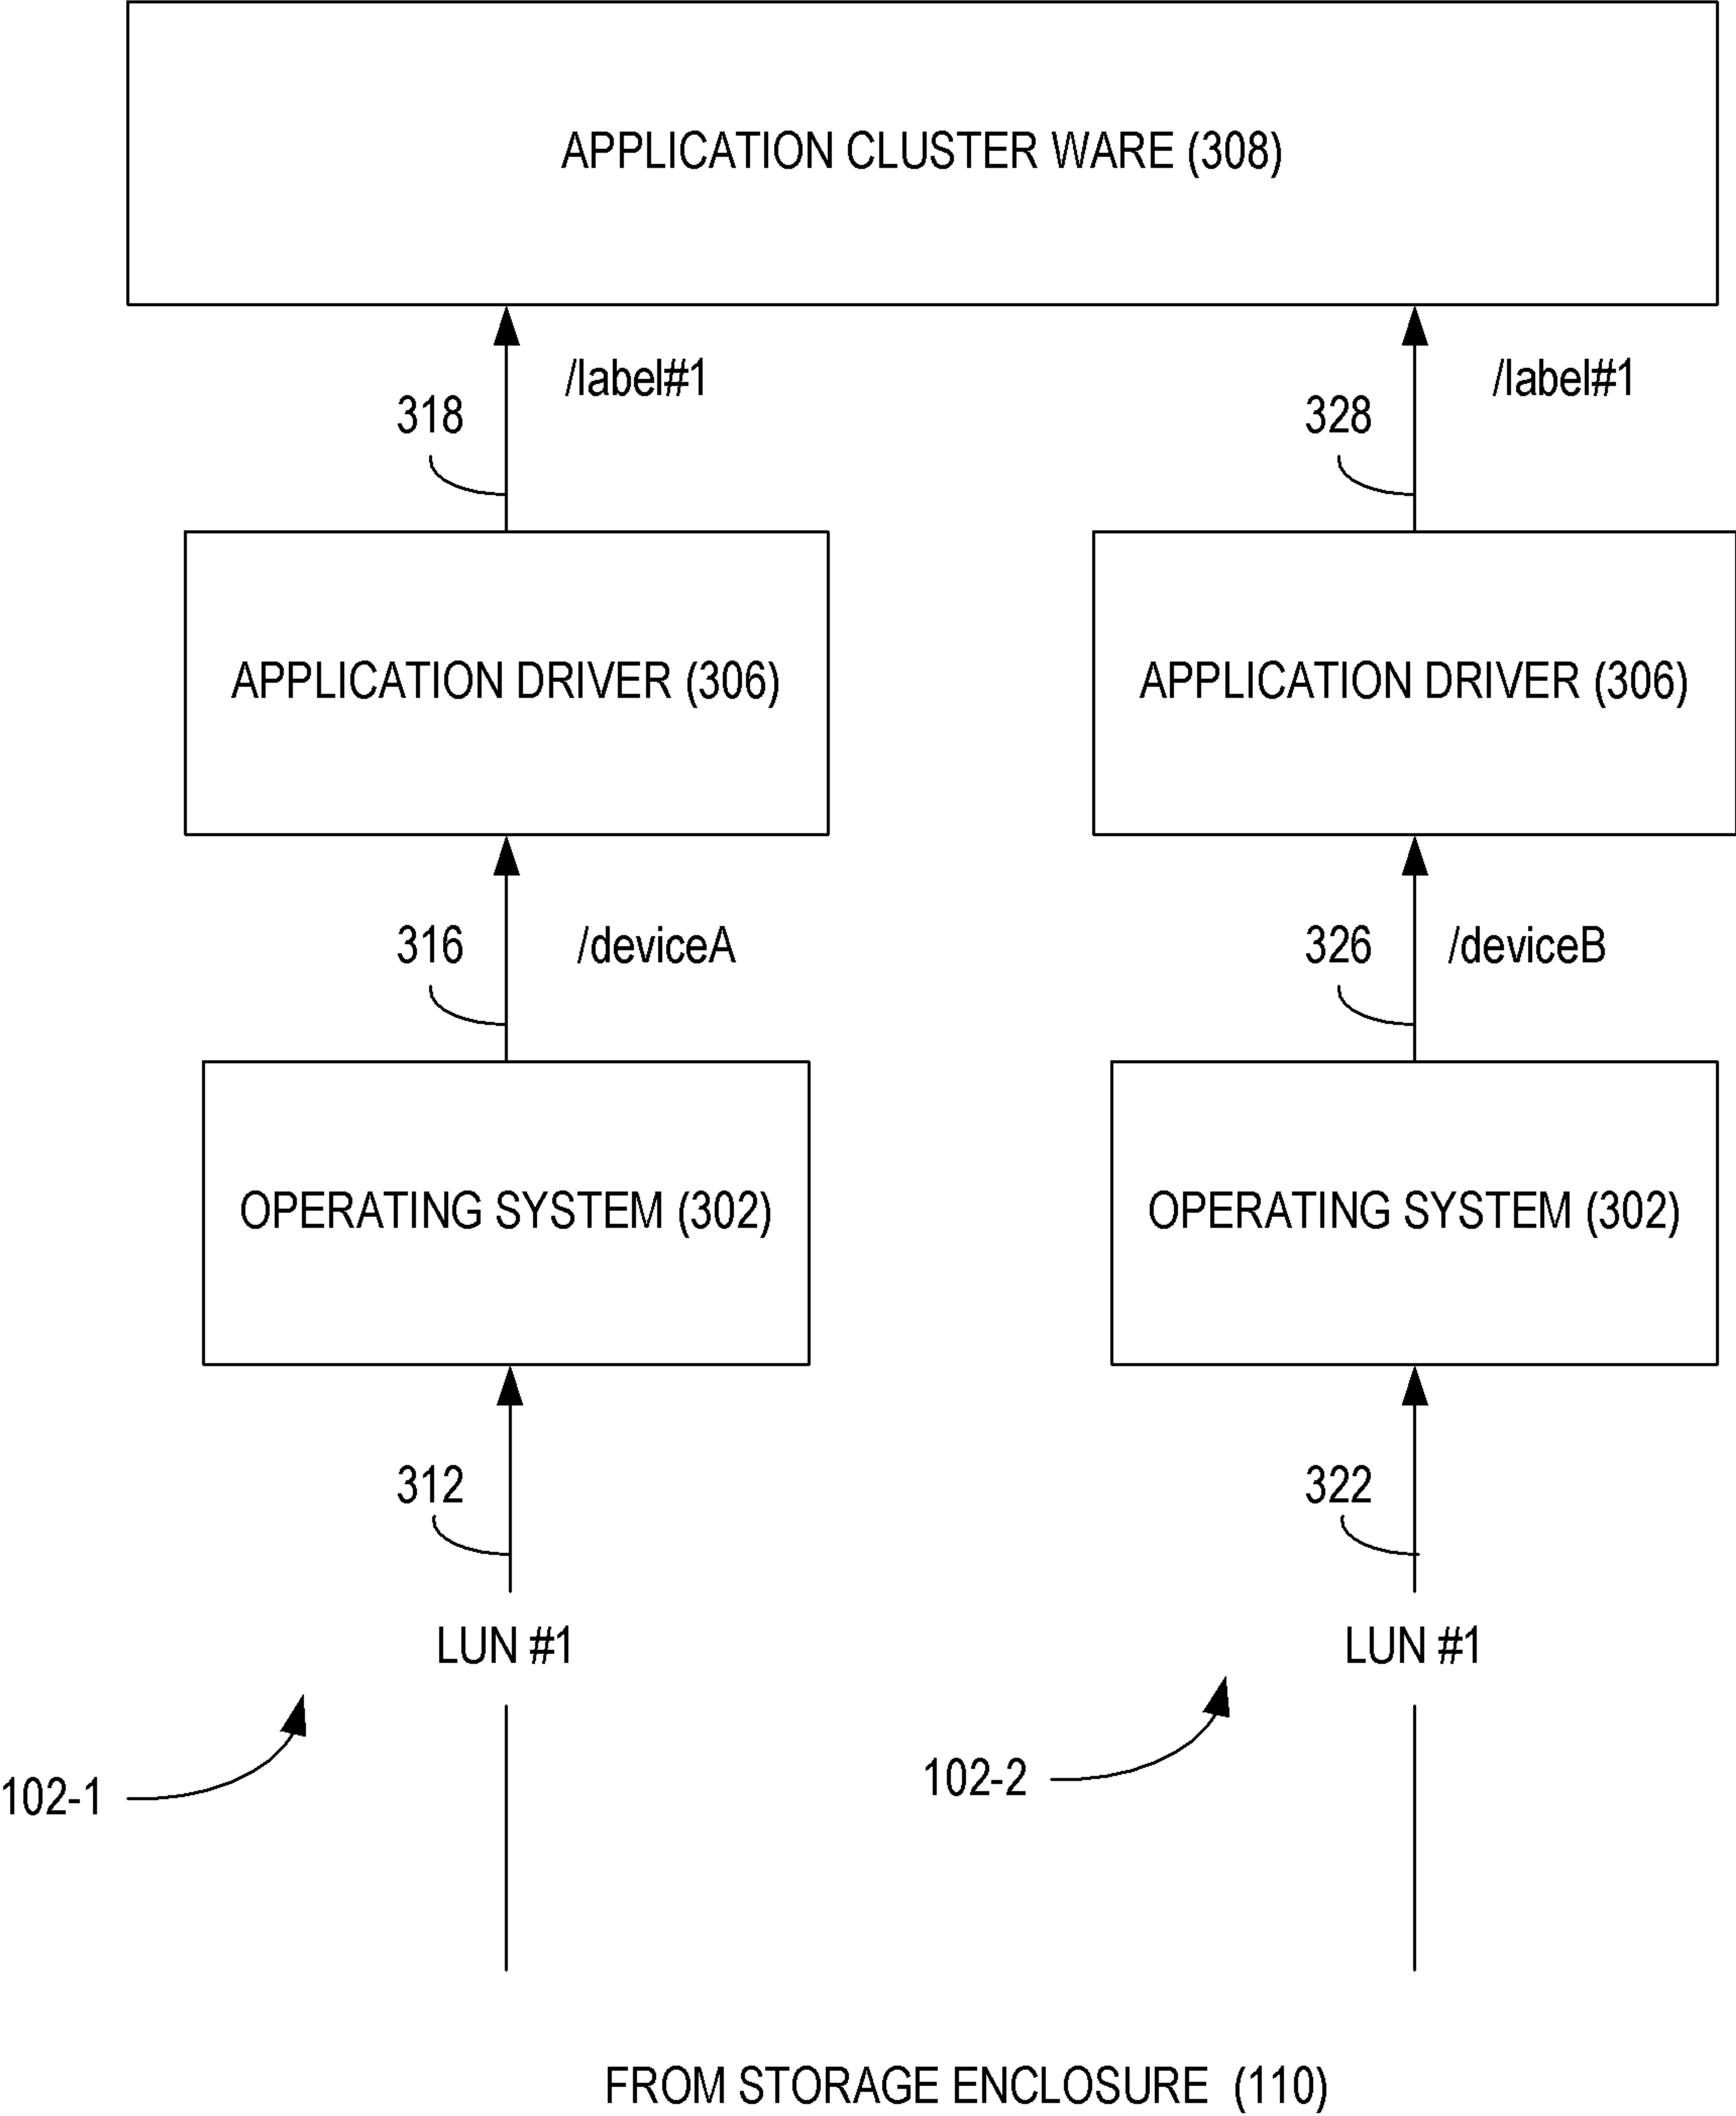 APPLICATION CLUSTER WARE (308)
/label#1
/label#1
318
328
APPLICATION DRIVER (306)
APPLICATION DRIVER (306)
316
/deviceA
326
/deviceB
OPERATING SYSTEM (302)
OPERATING SYSTEM (302)
312
322
LUN #1
LUN #1
102-1
102-2
FROM STORAGE ENCLOSURE (110)